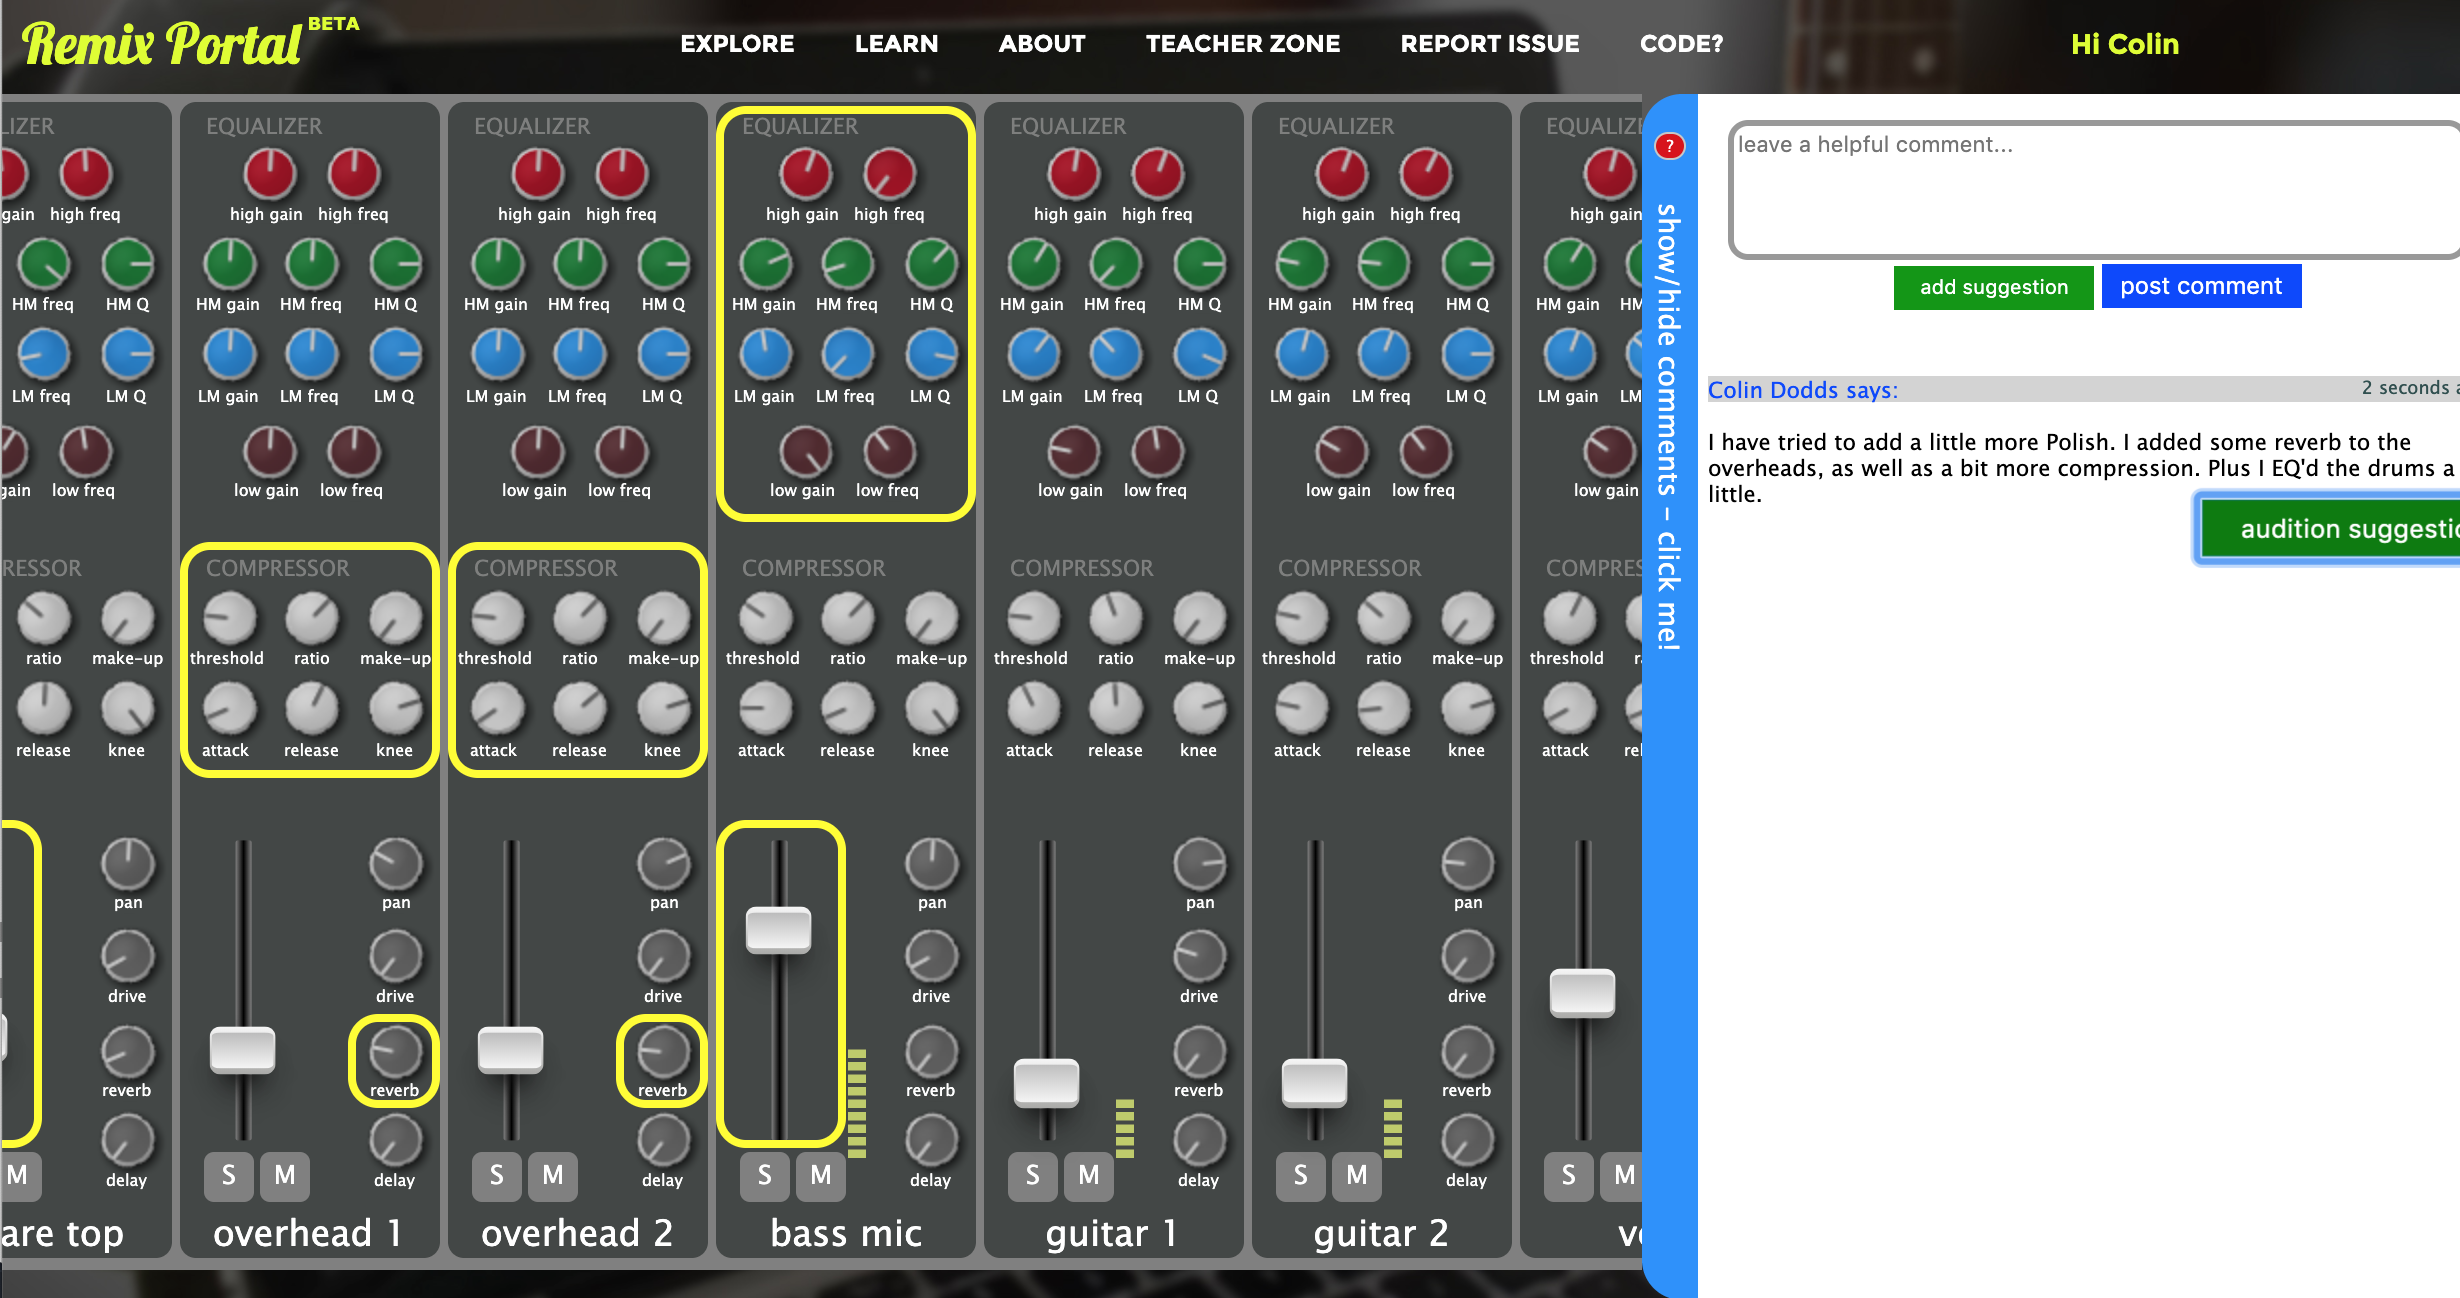 Remix Portal BETA
EXPLORE LEARN ABOUT TEACHER ZONE REPORT ISSUE CODE?
Hi Colin
LIZER EQUALIZER EQUALIZER EQUALIZER EQUALIZER EQUALIZER EQUALIZE
gain high freq high gain high freq high gain high freq high gain high freq high gain high freq high gain high freq high gain
HM freq HM Q HM gain HM freq HM Q HM gain HM freq HM Q HM gain HM freq HM Q HM gain HM freq HM Q HM gain HM freq HM Q HM gain HM
LM freq LM Q LM gain LM freq LM Q LM gain LM freq LM Q LM gain LM freq LM Q LM gain LM freq LM Q LM gain LM freq LM Q LM gain LM
gain low freq low gain low freq low gain low freq low gain low freq low gain low freq low gain low freq low gain
RESSOR COMPRESSOR COMPRESSOR COMPRESSOR COMPRESSOR COMPRESSOR COMPRES
ratio make-up threshold ratio make-up threshold ratio make-up threshold ratio make-up threshold ratio make-up threshold ratio make-up threshold
release knee attack release knee attack release knee attack release knee attack release knee attack release knee attack rel
pan pan pan pan pan pan
drive drive drive drive drive drive
reverb reverb reverb reverb reverb reverb
M S M S M S M S M S M S M
delay delay delay delay delay delay
are top overhead 1 overhead 2 bass mic guitar 1 guitar 2
?
show/hide comments – click me!
leave a helpful comment...
add suggestion post comment
Colin Dodds says: 2 seconds a
I have tried to add a little more Polish. I added some reverb to the
overheads, as well as a bit more compression. Plus I EQ'd the drums a
little.
audition suggestio